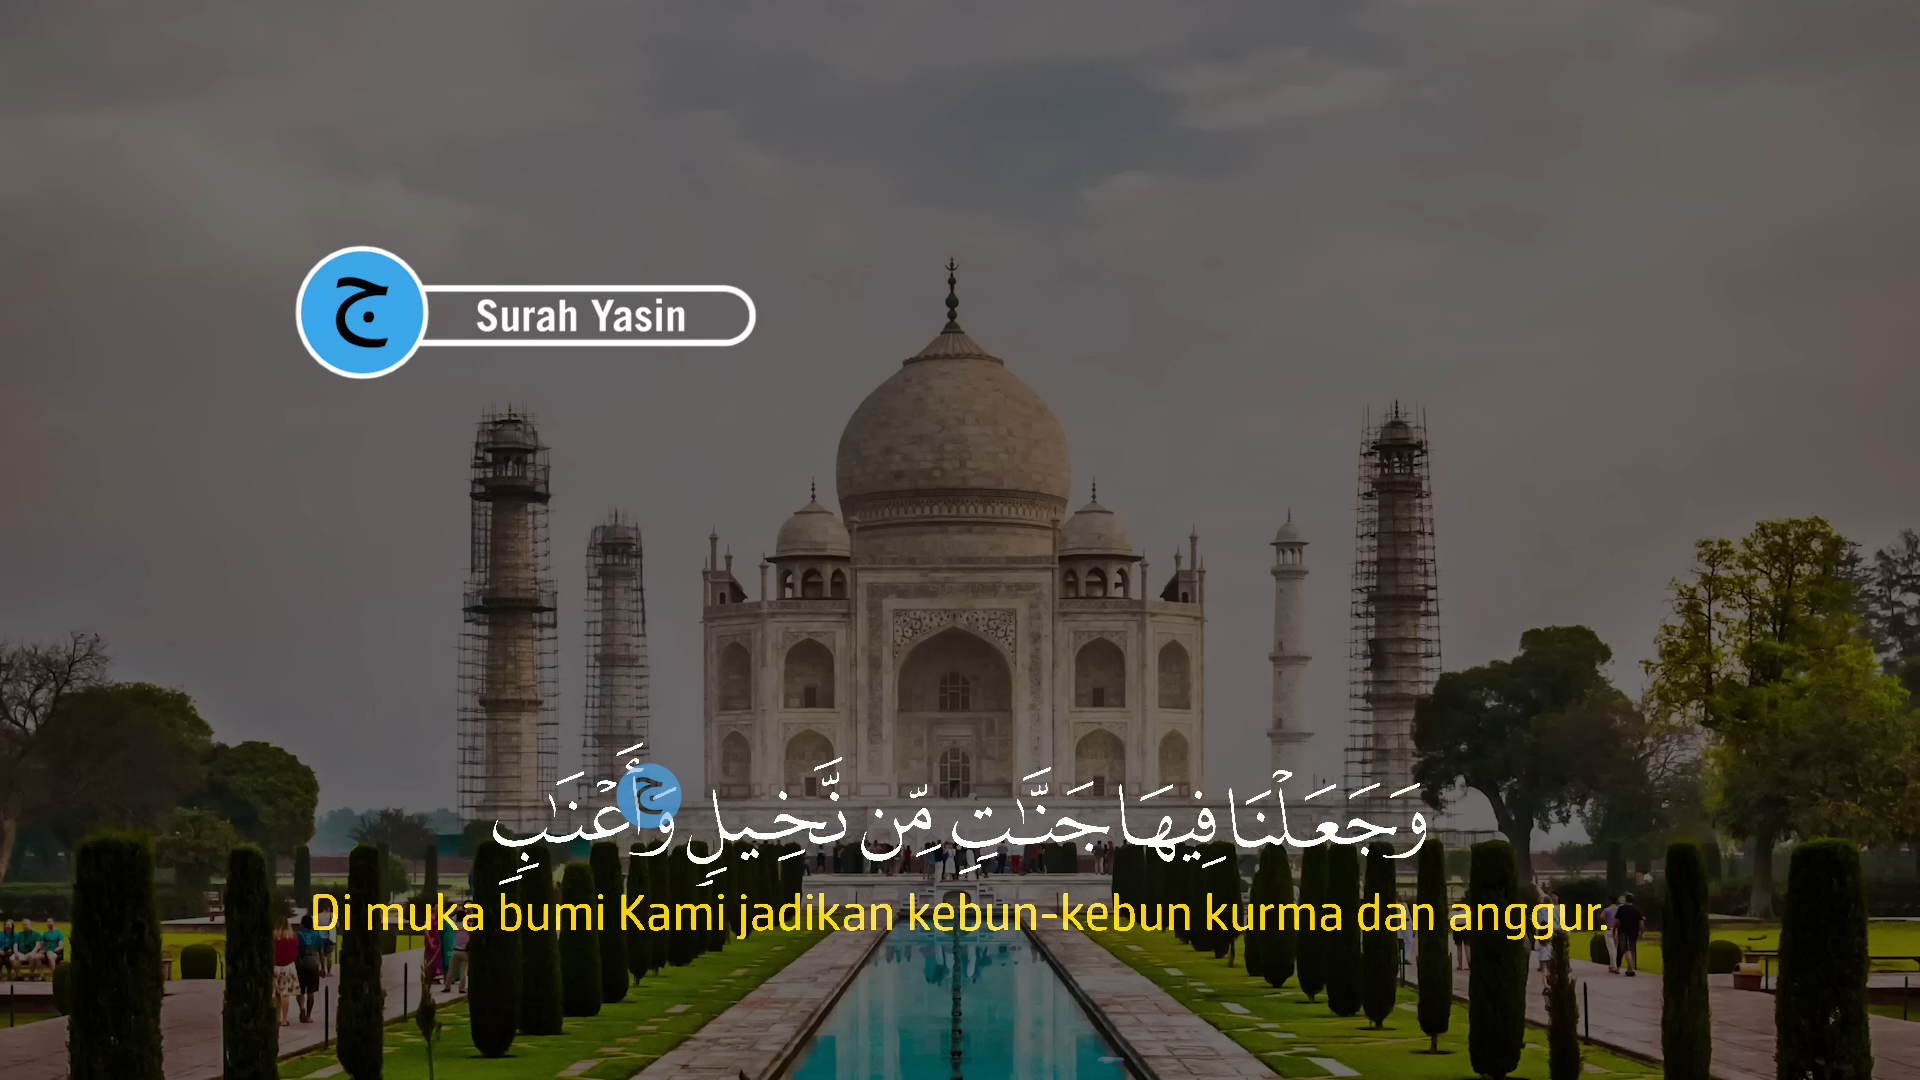 ج
Surah Yasin
وَجَعَلْنَا فِيهَا جَنَّـٰتٍ مِّن نَّخِيلٍ وَأَعْنَـٰبٍ
ج
Di muka bumi Kami jadikan kebun-kebun kurma dan anggur.